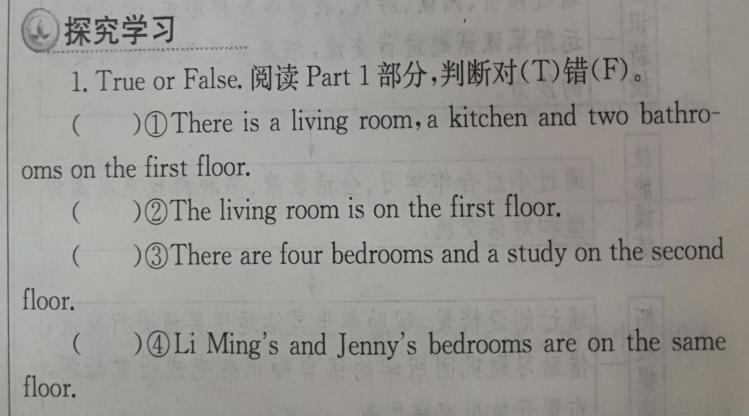 探究学习
1. True or False. 阅读 Part 1 部分,判断对(T)错(F)。
(    )①There is a living room, a kitchen and two bathro-
oms on the first floor.
(    )②The living room is on the first floor.
(    )③There are four bedrooms and a study on the second
floor.
(    )④Li Ming's and Jenny's bedrooms are on the same
floor.